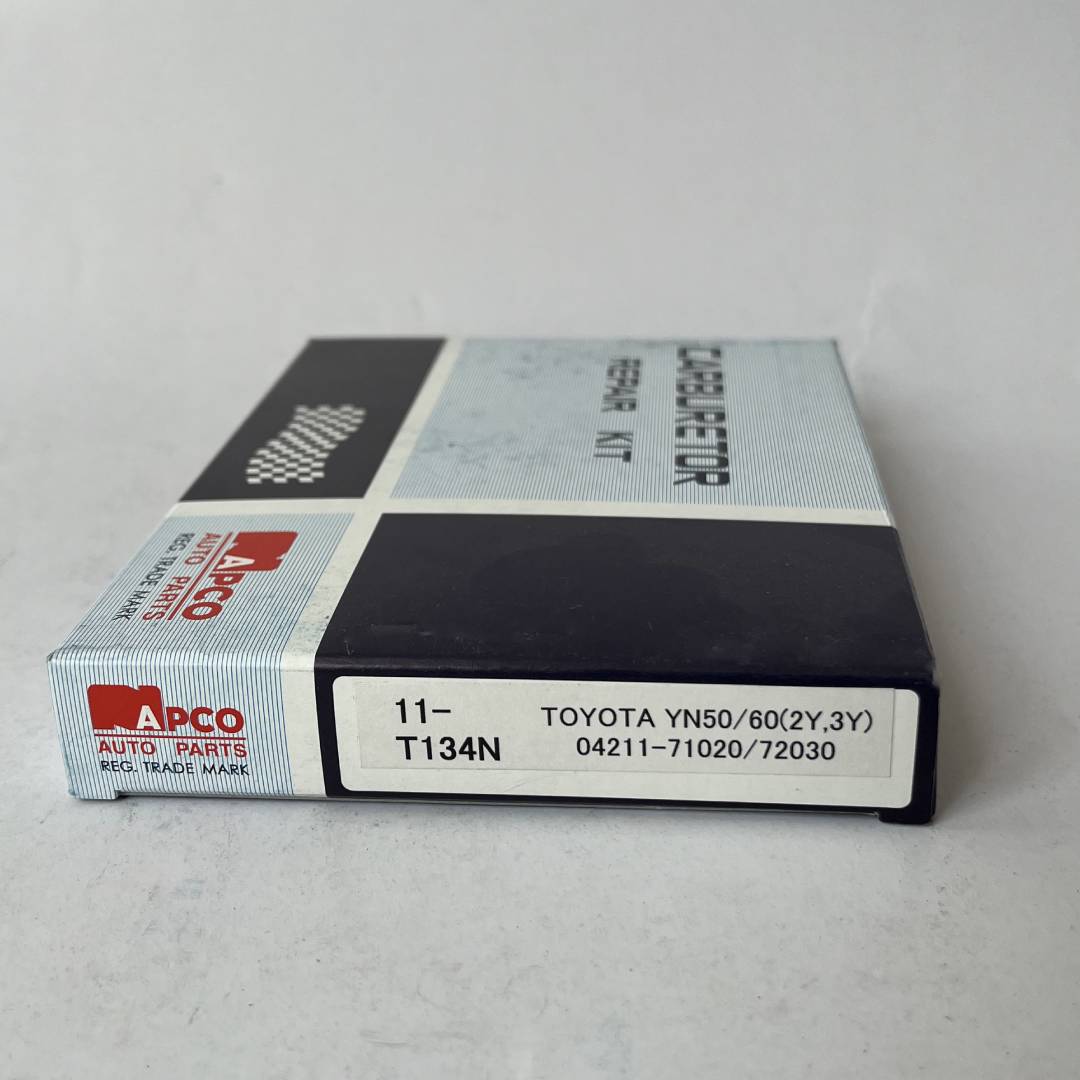 CARBURETOR
REPAIR KIT
APCO
AUTO PARTS
REG. TRADE MARK
APCO
AUTO PARTS
REG. TRADE MARK
11-
T134N
TOYOTA YN50/60(2Y,3Y)
04211-71020/72030